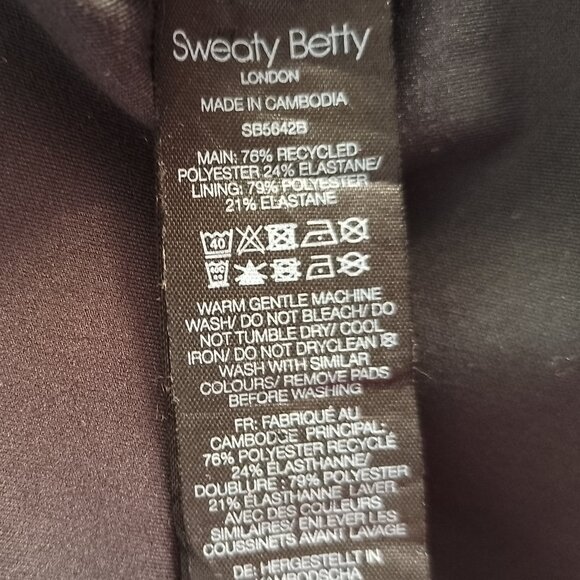 Sweaty Betty
LONDON
MADE IN CAMBODIA
SB5642B
MAIN: 76% RECYCLED
POLYESTER 24% ELASTANE/
LINING: 79% POLYESTER
21% ELASTANE
40
WARM GENTLE MACHINE
WASH/ DO NOT BLEACH/ DO
NOT TUMBLE DRY/ COOL
IRON/ DO NOT DRYCLEAN
WASH WITH SIMILAR
COLOURS/ REMOVE PADS
BEFORE WASHING
FR: FABRIQUÉ AU
CAMBODGE PRINCIPAL:
76% POLYESTER RECYCLÉ
/ 24% ÉLASTHANNE/
DOUBLURE : 79% POLYESTER
21% ÉLASTHANNE LAVER
AVEC DES COULEURS
SIMILAIRES/ ENLEVER LES
COUSSINETS AVANT LAVAGE
DE: HERGESTELLT IN
KAMBODSCHA